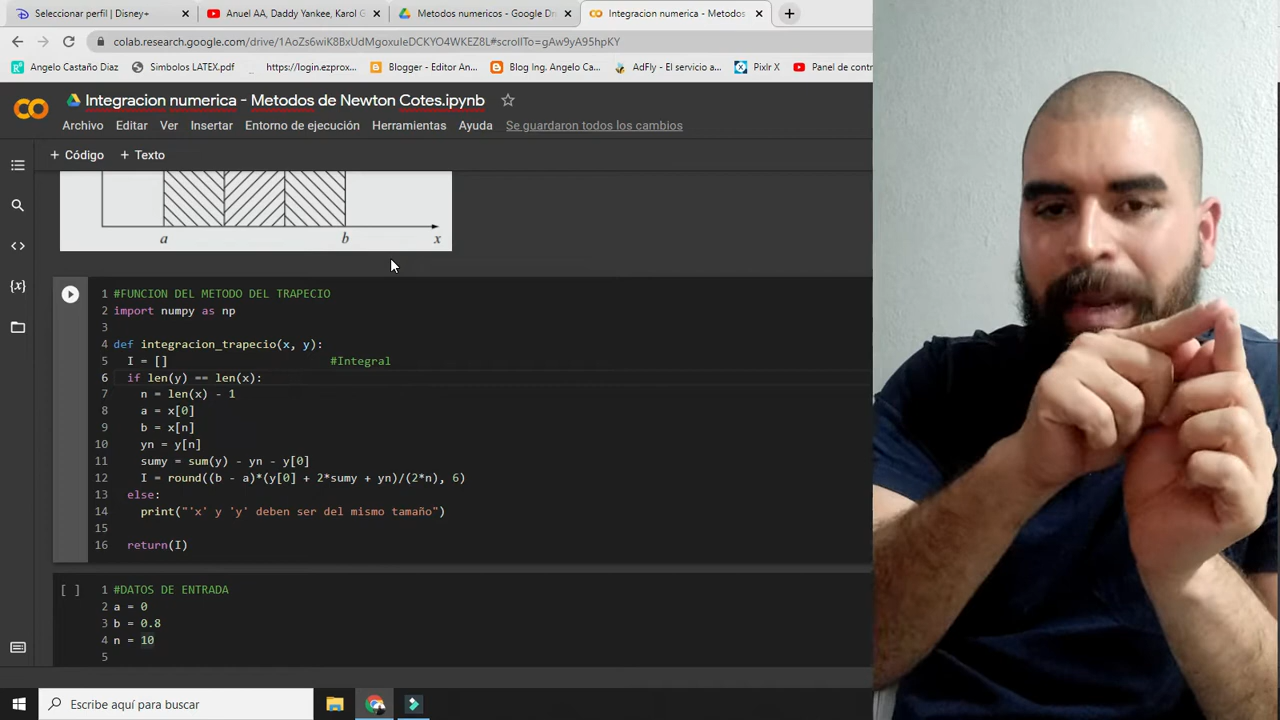 Seleccionar perfil | Disney+
Anuel AA, Daddy Yankee, Karol G
Metodos numericos - Google Dr
Integracion numerica - Metodos
colab.research.google.com/drive/1AoZs6wiK8BxUdMgoxuleDCKYO4WKEZ8L#scrollTo=gAw9yA95hpKY
Angelo Castaño Diaz
Simbolos LATEX.pdf
https://login.ezprox...
Blogger - Editor An...
Blog Ing. Angelo Ca...
AdFly - El servicio a...
Pixlr X
Panel de contr
Integracion numerica - Metodos de Newton Cotes.ipynb
Archivo Editar Ver Insertar Entorno de ejecución Herramientas Ayuda Se guardaron todos los cambios
+ Código + Texto
a b x
1 #FUNCION DEL METODO DEL TRAPECIO
2 import numpy as np
3
4 def integracion_trapecio(x, y):
5 I = [] #Integral
6 if len(y) == len(x):
7 n = len(x) - 1
8 a = x[0]
9 b = x[n]
10 yn = y[n]
11 sumy = sum(y) - yn - y[0]
12 I = round((b - a)*(y[0] + 2*sumy + yn)/(2*n), 6)
13 else:
14 print("'x' y 'y' deben ser del mismo tamaño")
15
16 return(I)
[ ] 1 #DATOS DE ENTRADA
2 a = 0
3 b = 0.8
4 n = 10
5
Escribe aquí para buscar